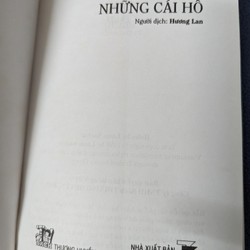 NHỮNG CÁI HỐ
Người dịch: Hương Lan
NHÀ XUẤT BẢN